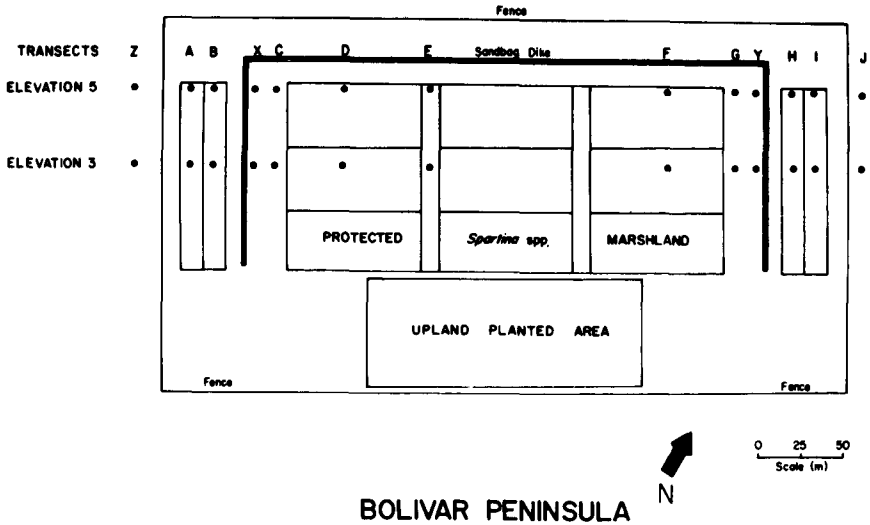 Fence
TRANSECTS Z A B X C D E Sandbag Dike F G Y H I J
ELEVATION 5
ELEVATION 3
PROTECTED Spartina spp. MARSHLAND
UPLAND PLANTED AREA
Fence Fence
0 25 50
Scale (m)
N
BOLIVAR PENINSULA